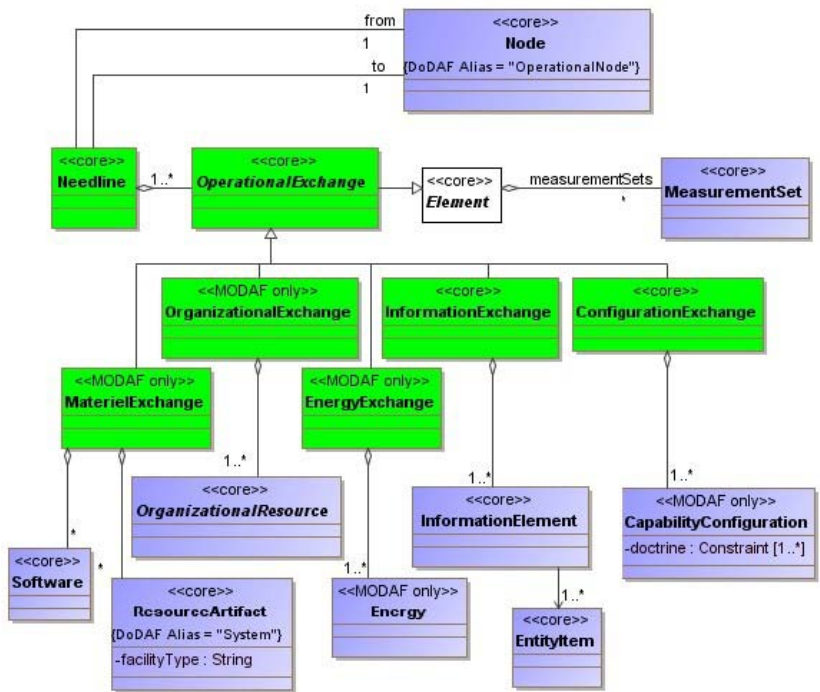 from
1
to
1
<<core>>
Node
{DoDAF Alias = "OperationalNode"}
<<core>>
Needline
1..*
<<core>>
OperationalExchange
<<core>>
Element
measurementSets
*
<<core>>
MeasurementSet
<<MODAF only>>
OrganizationalExchange
<<core>>
InformationExchange
<<core>>
ConfigurationExchange
<<MODAF only>>
MaterielExchange
<<MODAF only>>
EnergyExchange
1..*
1..*
1..*
<<core>>
OrganizationalResource
<<core>>
InformationElement
<<MODAF only>>
CapabilityConfiguration
-doctrine : Constraint [1..*]
*
*
1..*
1..*
<<core>>
Software
<<core>>
ResourceArtifact
{DoDAF Alias = "System"}
-facilityType : String
<<MODAF only>>
Energy
<<core>>
EntityItem